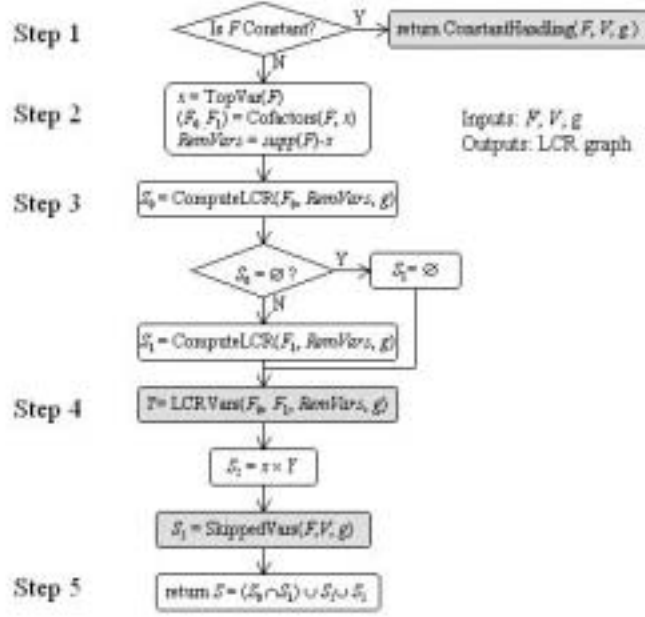 Step 1
Is F Constant?
Y
return ConstantHandling( F, V, g )
N
Step 2
x = TopVar(F)
(F₀, F₁) = Cofactors(F, x)
RemVars = supp(F)-x
Inputs: F, V, g
Outputs: LCR graph
Step 3
S₀ = ComputeLCR(F₀, RemVars, g)
S₀ = ∅ ?
Y
S₁ = ∅
N
S₁ = ComputeLCR(F₁, RemVars, g)
Step 4
T = LCRVars(F₀, F₁, RemVars, g)
S₂ = x × T
= SkippedVars(F,V,g)
Step 5
return S = (S₀ ∩ S₁) ∪ S₂ ∪